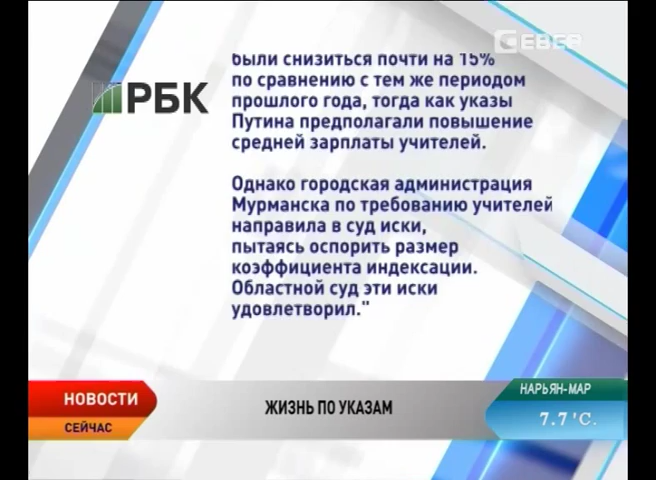 СЕВЕР
были снизиться почти на 15%
по сравнению с тем же периодом
РБК
прошлого года, тогда как указы
Путина предполагали повышение
средней зарплаты учителей.
Однако городская администрация
Мурманска по требованию учителей
направила в суд иски,
пытаясь оспорить размер
коэффициента индексации.
Областной суд эти иски
удовлетворил."
НОВОСТИ
СЕЙЧАС
ЖИЗНЬ ПО УКАЗАМ
НАРЬЯН-МАР
7.7 'C.